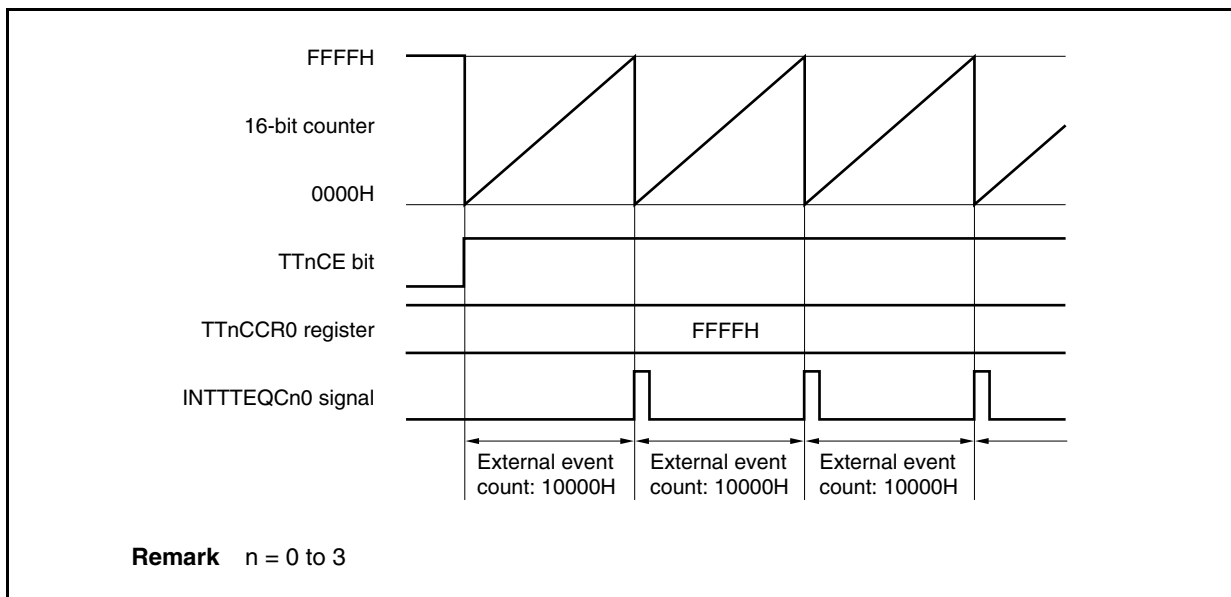 FFFFH
16-bit counter
0000H
TTnCE bit
TTnCCR0 register
FFFFH
INTTTEQCn0 signal
External event
count: 10000H
External event
count: 10000H
External event
count: 10000H
Remark n = 0 to 3